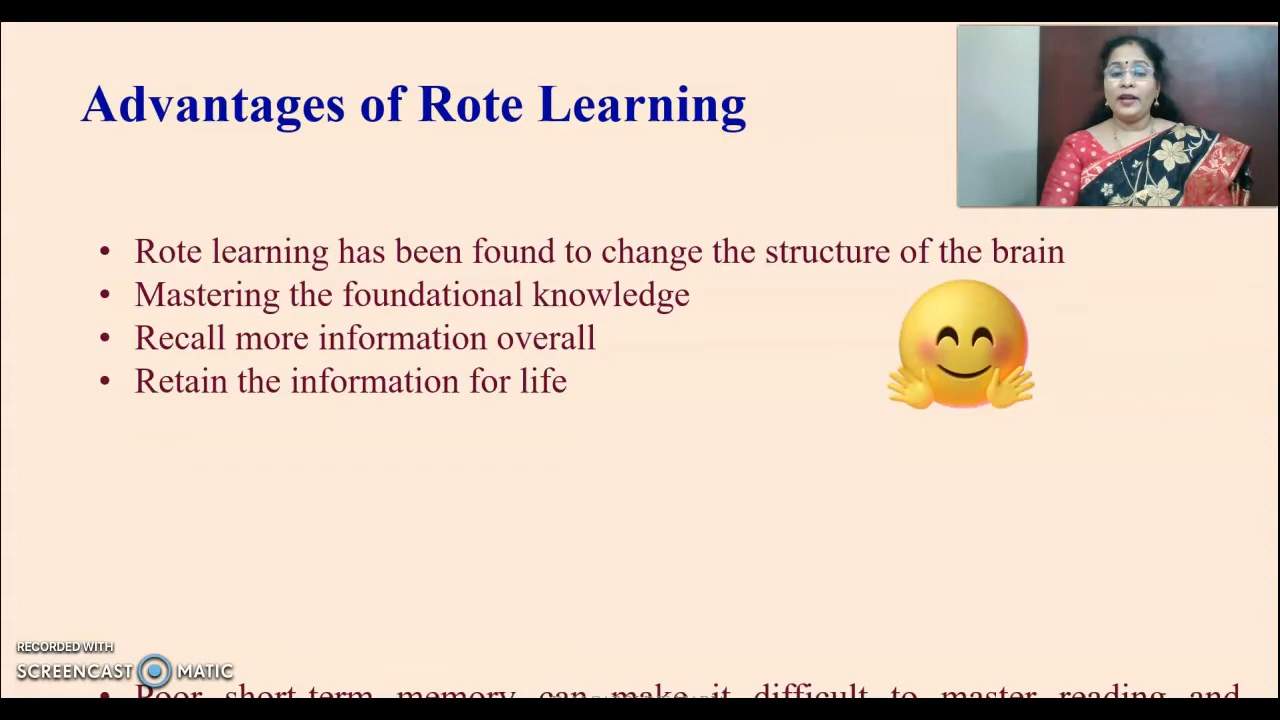 Advantages of Rote Learning
• Rote learning has been found to change the structure of the brain
• Mastering the foundational knowledge
• Recall more information overall
• Retain the information for life
RECORDED WITH
SCREENCAST MATIC
• Poor short-term memory can make it difficult to master reading and